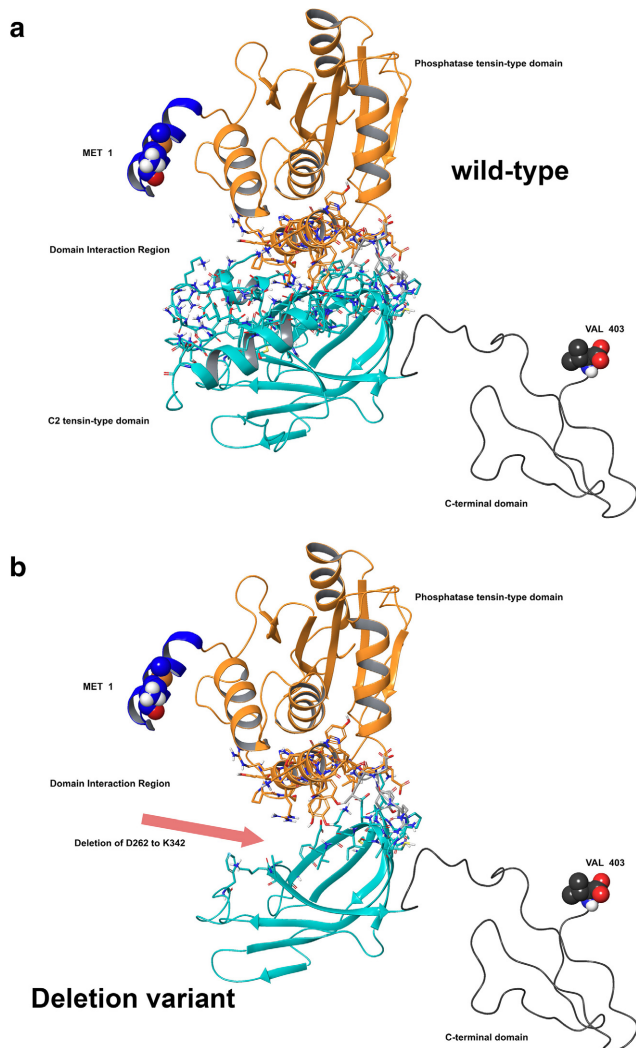 a
Phosphatase tensin-type domain
MET 1
wild-type
Domain Interaction Region
VAL 403
C2 tensin-type domain
C-terminal domain
b
Phosphatase tensin-type domain
MET 1
Domain Interaction Region
Deletion of D262 to K342
VAL 403
Deletion variant
C-terminal domain